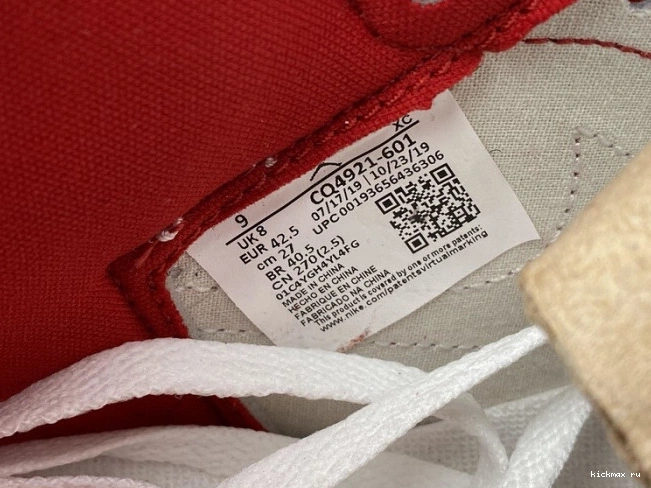 XC
9
CQ4921-601
UK 8
07/17/19 | 10/23/19
EUR 42.5
UPC00193656436306
cm 27
BR 40.5
CN 270 (2.5)
01C4YGH4YL4FG
MADE IN CHINA
HECHO EN CHINA
FABRIQUE EN CHINE
FABRICADO NA CHINA
This product is covered by one or more patents:
www.nike.com/patentsvirtualmarking
kickmax ru